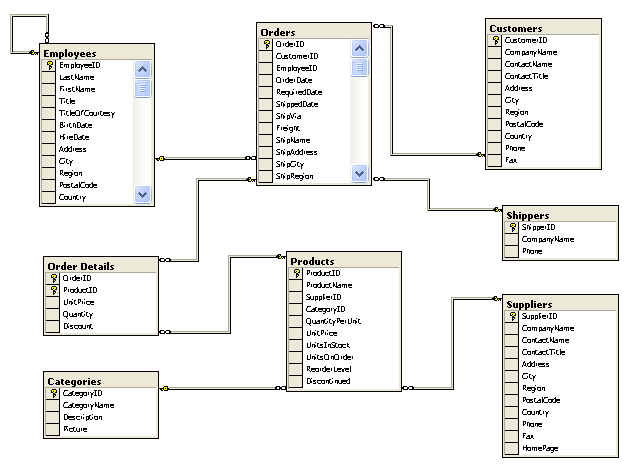 Employees
EmployeeID
LastName
FirstName
Title
TitleOfCourtesy
BirthDate
HireDate
Address
City
Region
PostalCode
Country
Orders
OrderID
CustomerID
EmployeeID
OrderDate
RequiredDate
ShippedDate
ShipVia
Freight
ShipName
ShipAddress
ShipCity
ShipRegion
Customers
CustomerID
CompanyName
ContactName
ContactTitle
Address
City
Region
PostalCode
Country
Phone
Fax
Shippers
ShipperID
CompanyName
Phone
Order Details
OrderID
ProductID
UnitPrice
Quantity
Discount
Products
ProductID
ProductName
SupplierID
CategoryID
QuantityPerUnit
UnitPrice
UnitsInStock
UnitsOnOrder
ReorderLevel
Discontinued
Suppliers
SupplierID
CompanyName
ContactName
ContactTitle
Address
City
Region
PostalCode
Country
Phone
Fax
HomePage
Categories
CategoryID
CategoryName
Description
Picture